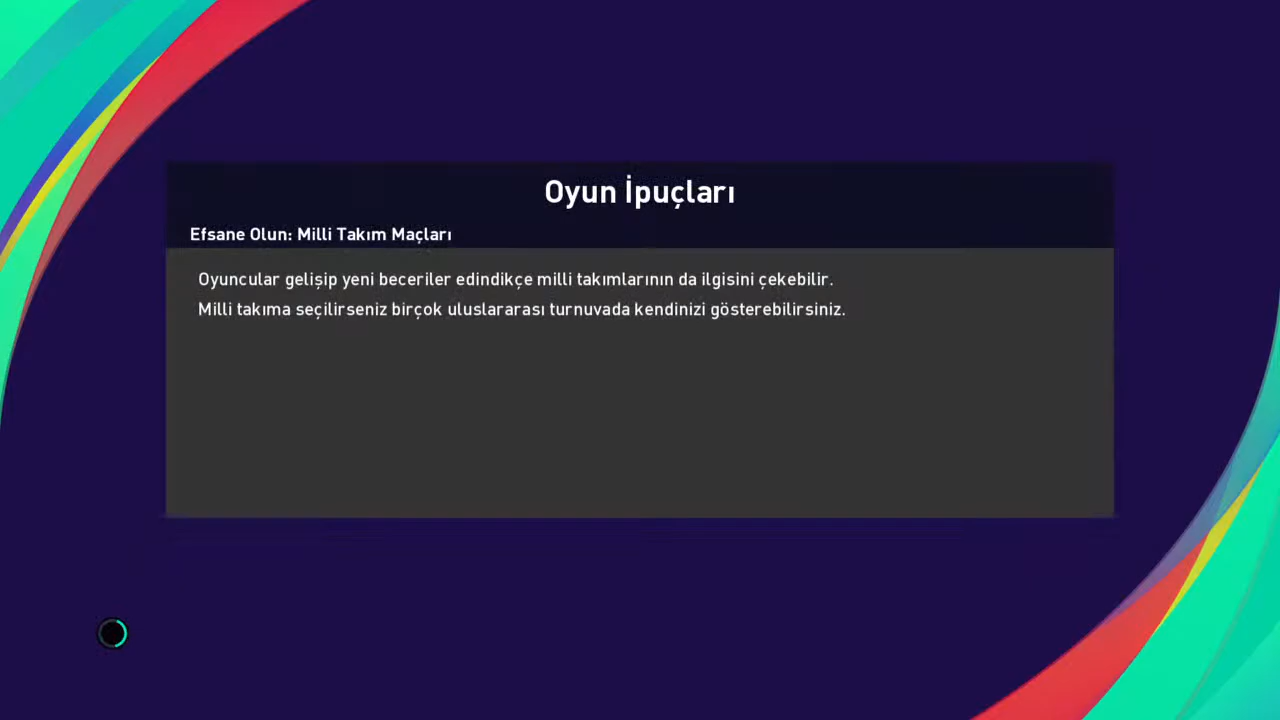 Oyun İpuçları
Efsane Olun: Milli Takım Maçları
Oyuncular gelişip yeni beceriler edindikçe milli takımlarının da ilgisini çekebilir.
Milli takıma seçilirseniz birçok uluslararası turnuvada kendinizi gösterebilirsiniz.